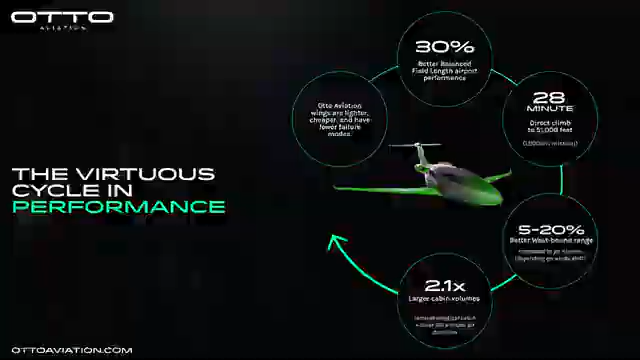 OTTO
AVIATION
THE VIRTUOUS
CYCLE IN
PERFORMANCE
30%
Better Balanced
Field Length airport
performance
Otto Aviation
wings are lighter,
cheaper, and have
fewer failure
modes.
28
MINUTE
Direct climb
to 51,000 feet
5-20%
Better West-bound range
2.1x
Larger cabin volumes
OTTOAVIATION.COM